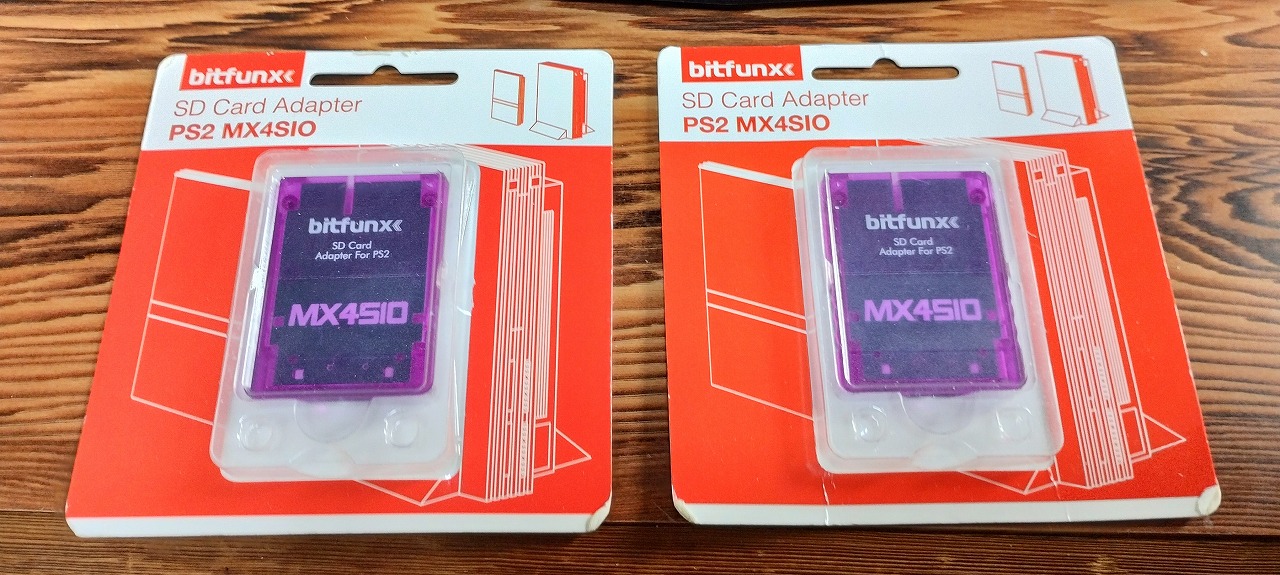 bitfunx
SD Card Adapter
PS2 MX4SIO
bitfunx
SD Card
Adapter For PS2
MX4SIO
bitfunx
SD Card Adapter
PS2 MX4SIO
bitfunx
SD Card
Adapter For PS2
MX4SIO